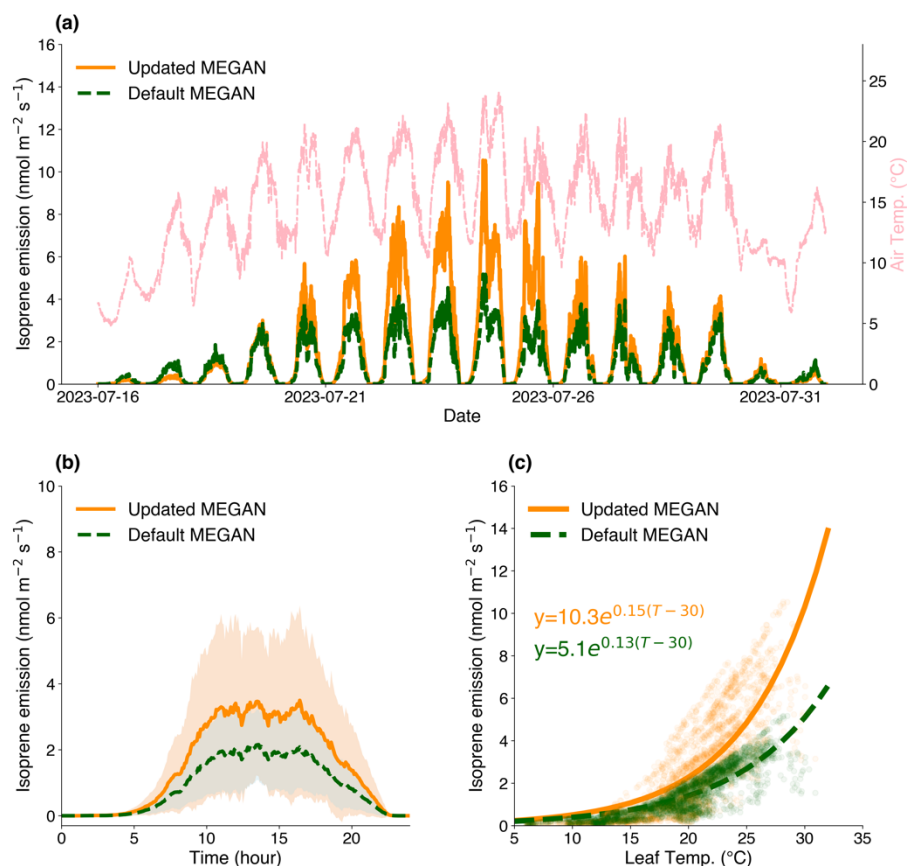 (a)
Updated MEGAN
Default MEGAN
Isoprene emission (nmol m⁻² s⁻¹)
0
2
4
6
8
10
12
14
16
Air Temp. (°C)
0
5
10
15
20
25
2023-07-16
2023-07-21
2023-07-26
2023-07-31
Date
(b)
Updated MEGAN
Default MEGAN
Isoprene emission (nmol m⁻² s⁻¹)
0
2
4
6
8
10
0
5
10
15
20
Time (hour)
(c)
Updated MEGAN
Default MEGAN
y=10.3e^{0.15(T−30)}
y=5.1e^{0.13(T−30)}
Isoprene emission (nmol m⁻² s⁻¹)
0
2
4
6
8
10
12
14
16
5
10
15
20
25
30
35
Leaf Temp. (°C)